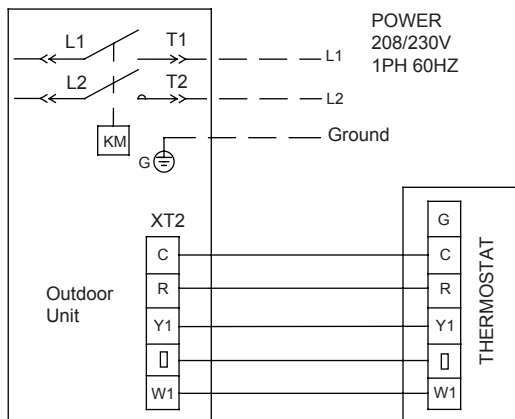 POWER
208/230V
1PH 60HZ
L1 T1
L1
L2 T2
L2
KM
G
Ground
XT2
G
C C
R R
Outdoor
Unit
Y1 Y1
W1 W1
THERMOSTAT